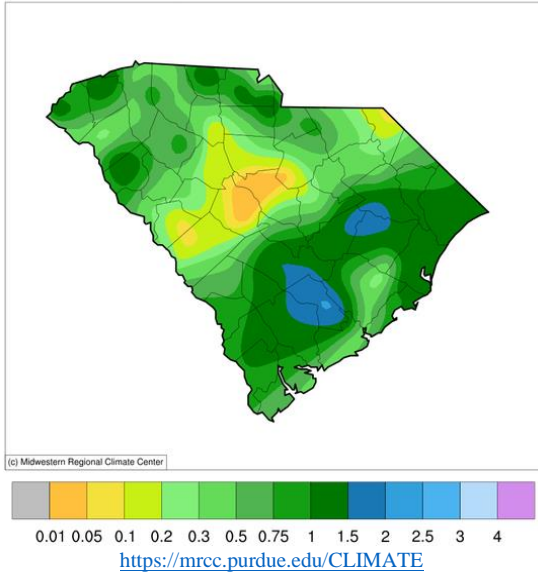 (c) Midwestern Regional Climate Center
0.01 0.05 0.1 0.2 0.3 0.5 0.75 1 1.5 2 2.5 3 4
https://mrcc.purdue.edu/CLIMATE